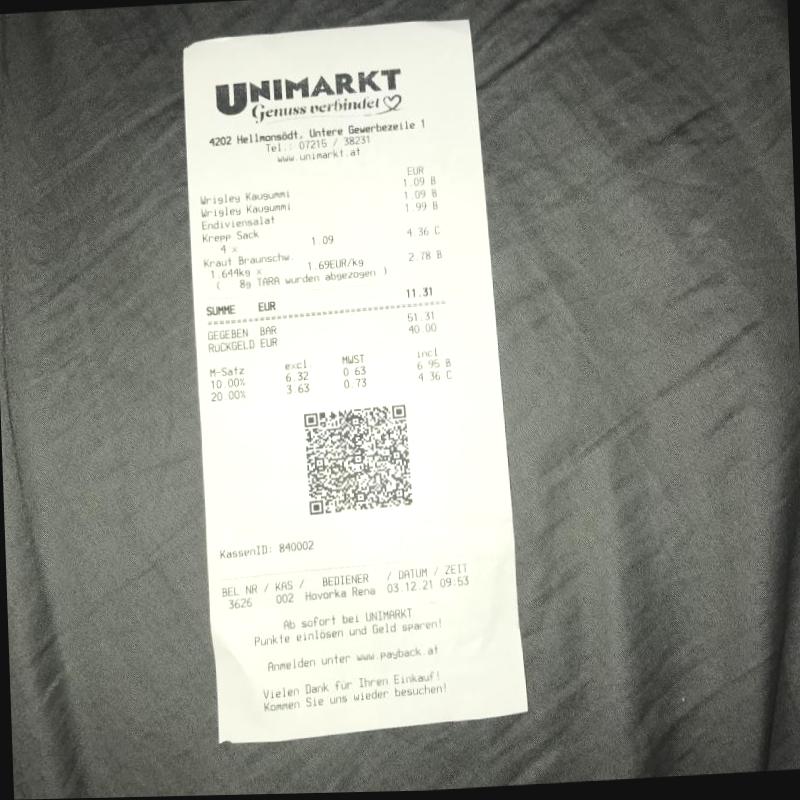 UNIMARKT
Genuss verbindet
4202 Hellmonsödt, Untere Gewerbezeile 1
Tel.: 07215 / 38231
www.unimarkt.at
EUR
Wrigley Kaugummi 1.09 B
Wrigley Kaugummi 1.09 B
Endiviensalat 1.99 B
Krepp Sack
4 x 1.09 4.36 C
Kraut Braunschw.
1.644kg x 1.69EUR/kg 2.78 B
( 8g TARA wurden abgezogen )
SUMME EUR 11.31
GEGEBEN BAR 51.31
RÜCKGELD EUR 40.00
M-Satz excl MWST incl
10.00% 6.32 0.63 6.95 B
20.00% 3.63 0.73 4.36 C
KassenID: 840002
BEL NR / KAS / BEDIENER / DATUM / ZEIT
3626 002 Hovorka Rena 03.12.21 09:53
Ab sofort bei UNIMARKT
Punkte einlösen und Geld sparen!
Anmelden unter www.payback.at
Vielen Dank für Ihren Einkauf!
Kommen Sie uns wieder besuchen!